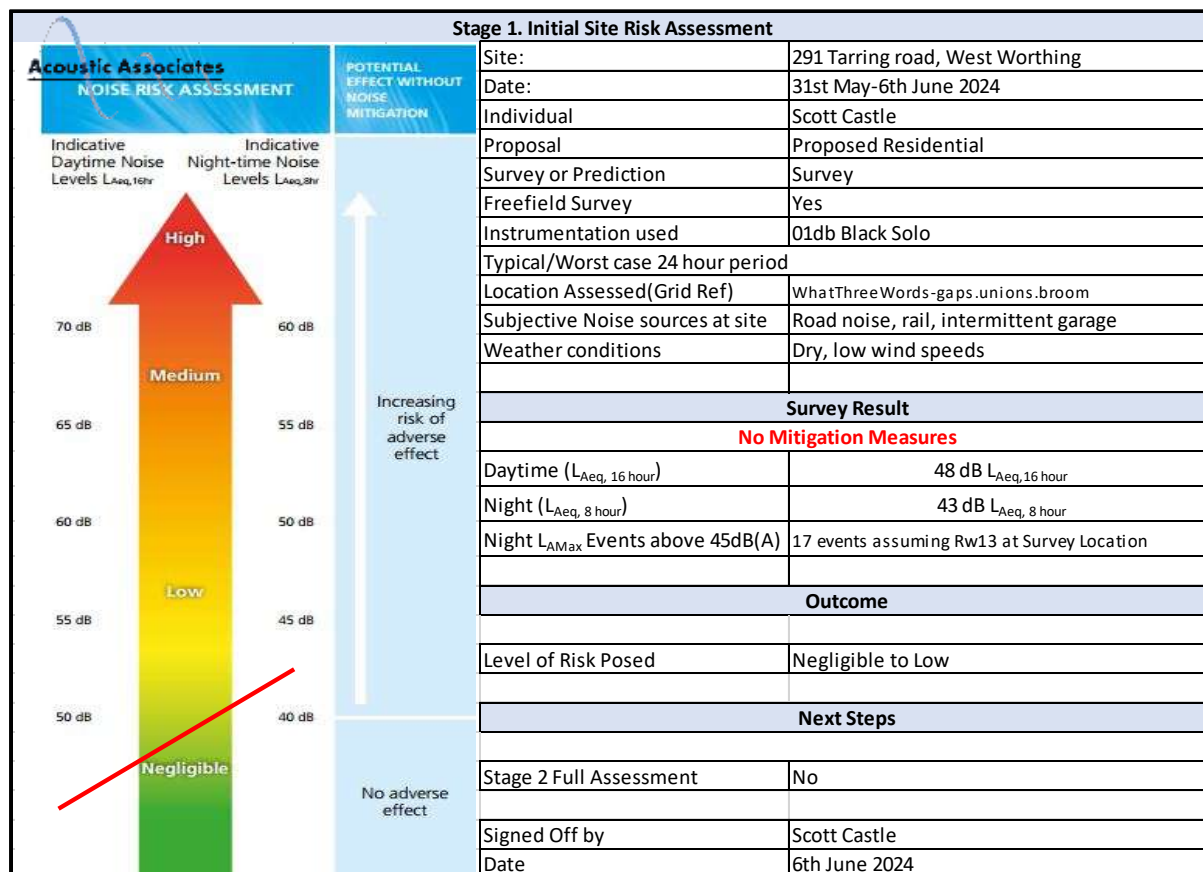 Stage 1. Initial Site Risk Assessment
Acoustic Associates
NOISE RISK ASSESSMENT
POTENTIAL
EFFECT WITHOUT
NOISE
MITIGATION
Indicative
Daytime Noise
Levels LAeq,16hr
Indicative
Night-time Noise
Levels LAeq,8hr
High
70 dB
60 dB
Medium
65 dB
55 dB
60 dB
50 dB
Low
55 dB
45 dB
50 dB
40 dB
Negligible
Increasing
risk of
adverse
effect
No adverse
effect
Site: 291 Tarring road, West Worthing
Date: 31st May-6th June 2024
Individual Scott Castle
Proposal Proposed Residential
Survey or Prediction Survey
Freefield Survey Yes
Instrumentation used 01db Black Solo
Typical/Worst case 24 hour period
Location Assessed(Grid Ref) WhatThreeWords-gaps.unions.broom
Subjective Noise sources at site Road noise, rail, intermittent garage
Weather conditions Dry, low wind speeds
Survey Result
No Mitigation Measures
Daytime (LAeq, 16 hour) 48 dB LAeq,16 hour
Night (LAeq, 8 hour) 43 dB LAeq, 8 hour
Night LAMax Events above 45dB(A) 17 events assuming Rw13 at Survey Location
Outcome
Level of Risk Posed Negligible to Low
Next Steps
Stage 2 Full Assessment No
Signed Off by Scott Castle
Date 6th June 2024